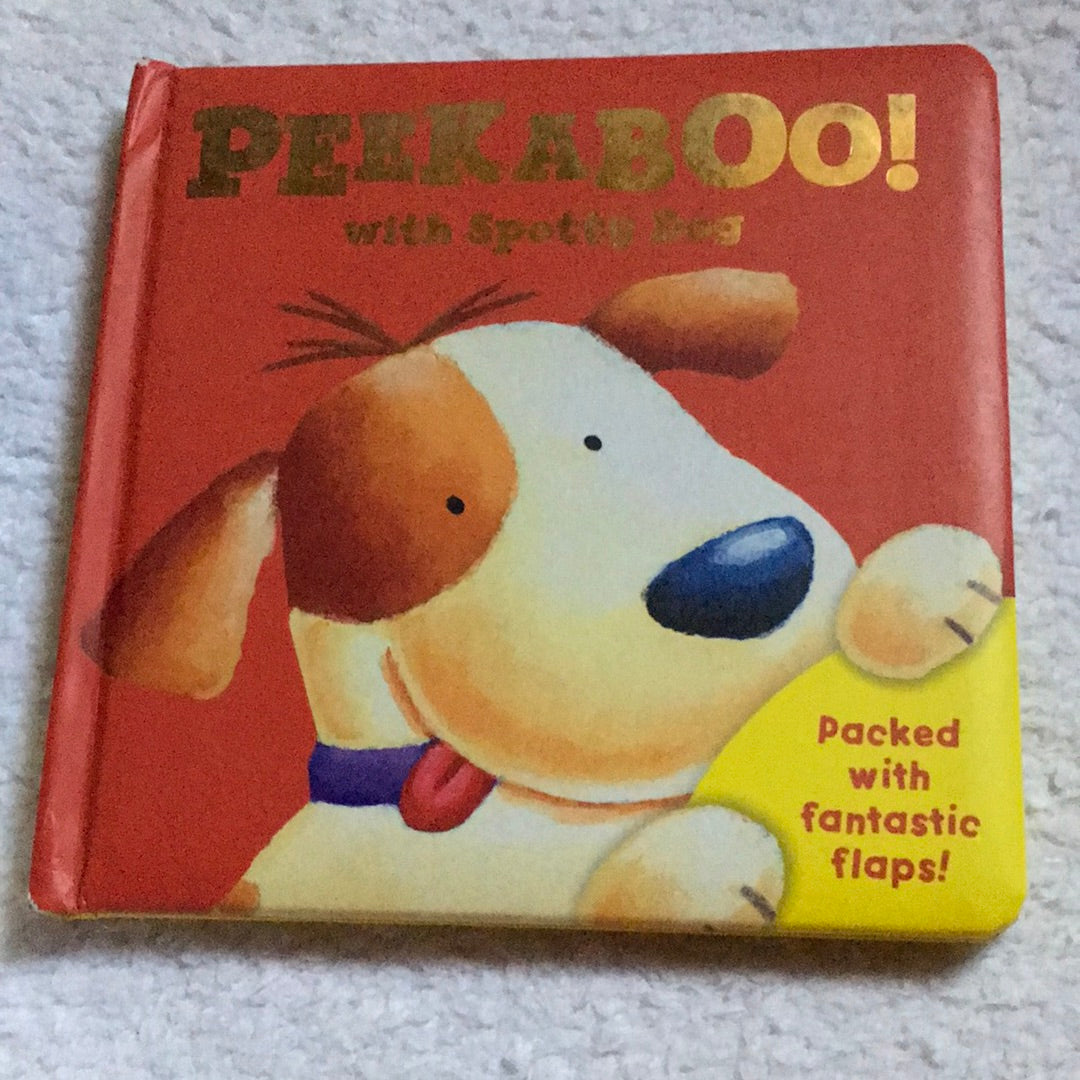 PEEKABOO!
with Spotty Dog
Packed
with
fantastic
flaps!